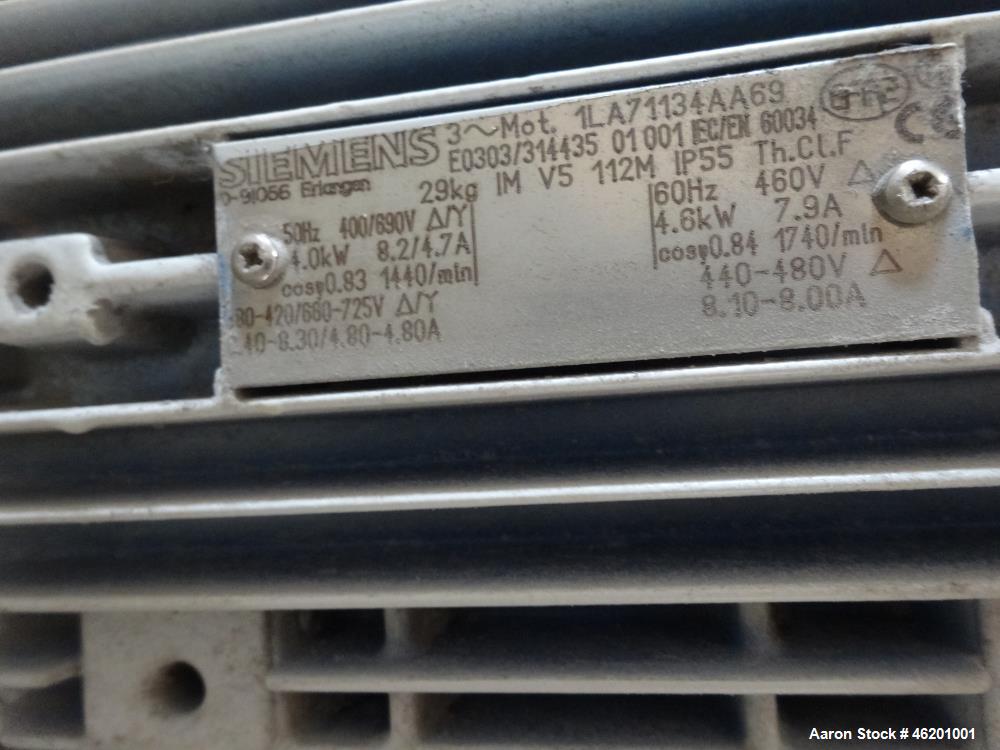 SIEMENS 3~Mot. 1LA71134AA69
D-91056 Erlangen E0303/314435 01 001 IEC/EN 60034
29kg IM V5 112M IP55 Th.Cl.F
50Hz 400/690V Δ/Y
4.0kW 8.2/4.7A
cosφ0.83 1440/min
80-420/660-725V Δ/Y
40-8.30/4.80-4.80A
60Hz 460V Δ
4.6kW 7.9A
cosφ0.84 1740/min
440-480V Δ
8.10-8.00A
CE
Aaron Stock # 46201001